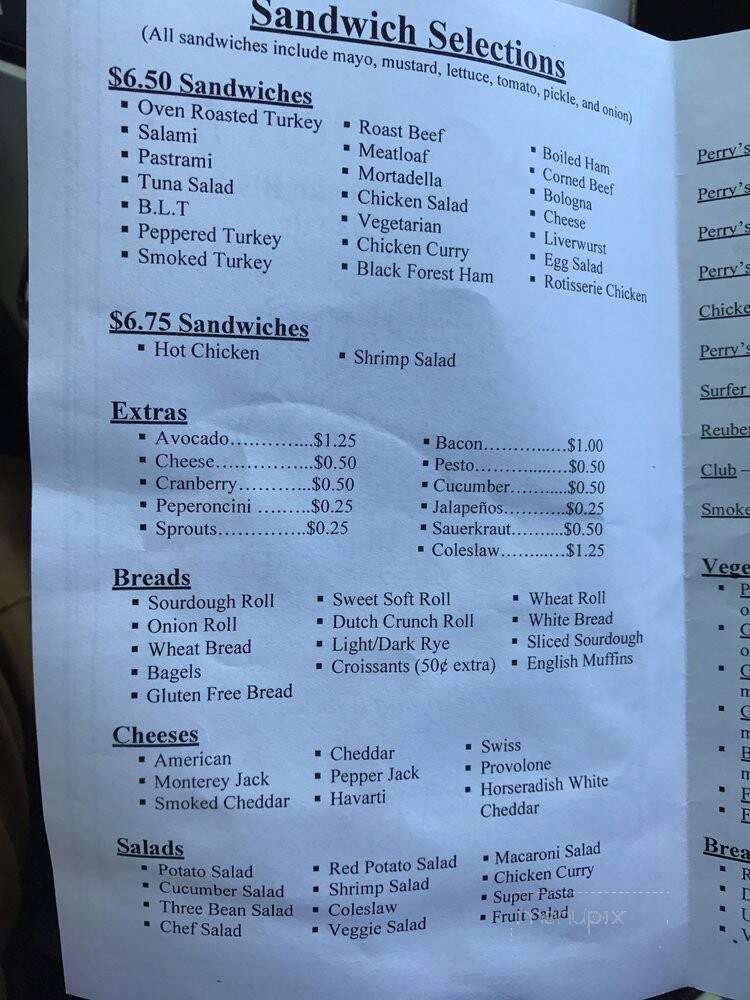 Sandwich Selections
(All sandwiches include mayo, mustard, lettuce, tomato, pickle, and onion)
$6.50 Sandwiches
▪ Oven Roasted Turkey
▪ Salami
▪ Pastrami
▪ Tuna Salad
▪ B.L.T
▪ Peppered Turkey
▪ Smoked Turkey
▪ Roast Beef
▪ Meatloaf
▪ Mortadella
▪ Chicken Salad
▪ Vegetarian
▪ Chicken Curry
▪ Black Forest Ham
▪ Boiled Ham
▪ Corned Beef
▪ Bologna
▪ Cheese
▪ Liverwurst
▪ Egg Salad
▪ Rotisserie Chicken
$6.75 Sandwiches
▪ Hot Chicken
▪ Shrimp Salad
Extras
▪ Avocado..............$1.25
▪ Cheese................$0.50
▪ Cranberry............$0.50
▪ Peperoncini .........$0.25
▪ Sprouts..............$0.25
▪ Bacon..............$1.00
▪ Pesto................$0.50
▪ Cucumber..........$0.50
▪ Jalapeños...........$0.25
▪ Sauerkraut..........$0.50
▪ Coleslaw............$1.25
Breads
▪ Sourdough Roll
▪ Onion Roll
▪ Wheat Bread
▪ Bagels
▪ Gluten Free Bread
▪ Sweet Soft Roll
▪ Dutch Crunch Roll
▪ Light/Dark Rye
▪ Croissants (50¢ extra)
▪ Wheat Roll
▪ White Bread
▪ Sliced Sourdough
▪ English Muffins
Cheeses
▪ American
▪ Monterey Jack
▪ Smoked Cheddar
▪ Cheddar
▪ Pepper Jack
▪ Havarti
▪ Swiss
▪ Provolone
▪ Horseradish White
Cheddar
Salads
▪ Potato Salad
▪ Cucumber Salad
▪ Three Bean Salad
▪ Chef Salad
▪ Red Potato Salad
▪ Shrimp Salad
▪ Coleslaw
▪ Veggie Salad
▪ Macaroni Salad
▪ Chicken Curry
▪ Super Pasta
▪ Fruit Salad
menupix
Perry's
Perry's
Perry's
Perry's
Chicke
Perry's
Surfer
Reuben
Club –
Smoke
Vege
Brea